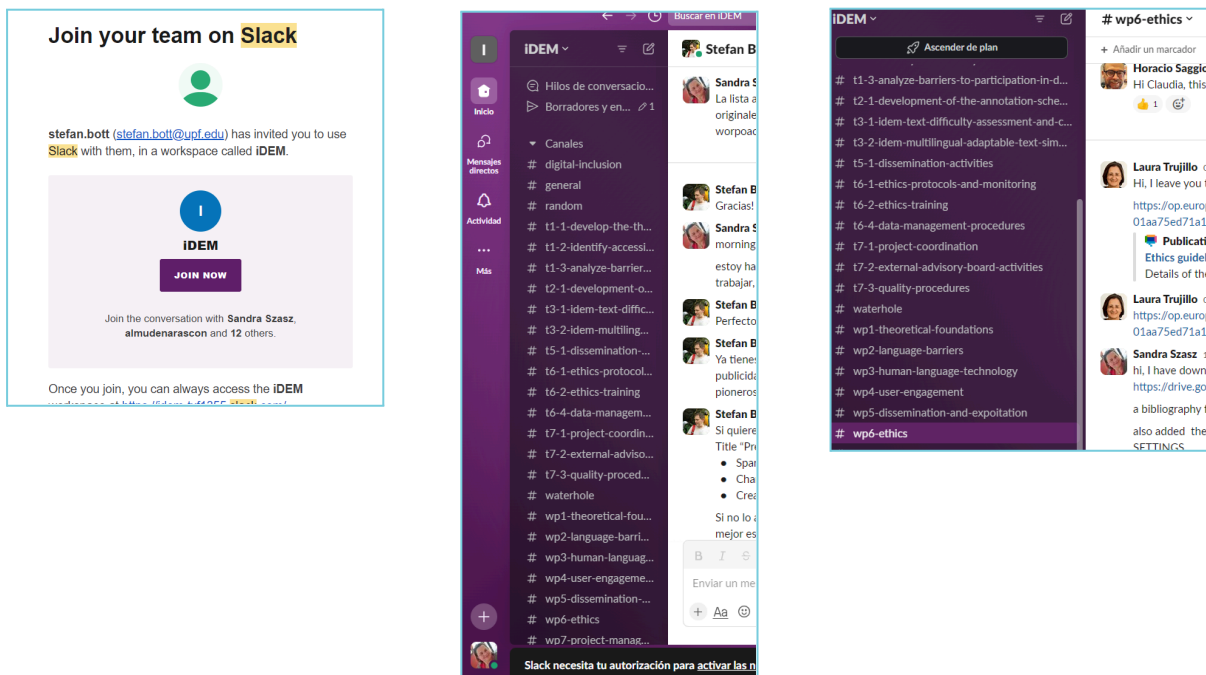 Join your team on Slack
stefan.bott (stefan.bott@upf.edu) has invited you to use
Slack with them, in a workspace called iDEM.
I
iDEM
JOIN NOW
Join the conversation with Sandra Szasz,
almudenarascon and 12 others.
Once you join, you can always access the iDEM
Buscar en iDEM
I
Inicio
Mensajes
directos
Actividad
Más
iDEM
Hilos de conversacio...
Borradores y en... 1
Canales
# digital-inclusion
# general
# random
# t1-1-develop-the-th...
# t1-2-identify-accessi...
# t1-3-analyze-barrier...
# t2-1-development-o...
# t3-1-idem-text-diffic...
# t3-2-idem-multiling...
# t5-1-dissemination-...
# t6-1-ethics-protocol...
# t6-2-ethics-training
# t6-4-data-managem...
# t7-1-project-coordin...
# t7-2-external-adviso...
# t7-3-quality-proced...
# waterhole
# wp1-theoretical-fou...
# wp2-language-barri...
# wp3-human-languag...
# wp4-user-engageme...
# wp5-dissemination-...
# wp6-ethics
# wp7-project-manag...
Stefan B
Sandra S
La lista a
originale
worpoac
Stefan B
Gracias!
Sandra S
morning
estoy ha
trabajar,
Stefan B
Perfecto
Stefan B
Ya tienes
publicida
pioneros
Stefan B
Si quiere
Title "Pre
• Spar
• Cha
• Crea
Si no lo a
mejor es
B I S
Enviar un me
+ Aa
Slack necesita tu autorización para activar las n
iDEM
Ascender de plan
# t1-3-analyze-barriers-to-participation-in-d...
# t2-1-development-of-the-annotation-sche...
# t3-1-idem-text-difficulty-assessment-and-c...
# t3-2-idem-multilingual-adaptable-text-sim...
# t5-1-dissemination-activities
# t6-1-ethics-protocols-and-monitoring
# t6-2-ethics-training
# t6-4-data-management-procedures
# t7-1-project-coordination
# t7-2-external-advisory-board-activities
# t7-3-quality-procedures
# waterhole
# wp1-theoretical-foundations
# wp2-language-barriers
# wp3-human-language-technology
# wp4-user-engagement
# wp5-dissemination-and-expoitation
# wp6-ethics
# wp6-ethics
+ Añadir un marcador
Horacio Saggio
Hi Claudia, this
1
Laura Trujillo
Hi, I leave you t
https://op.europ
01aa75ed71a1
Publicati
Ethics guidel
Details of the
Laura Trujillo
https://op.europ
01aa75ed71a1
Sandra Szasz 1
hi, I have down
https://drive.go
a bibliography f
also added the
SETTINGS